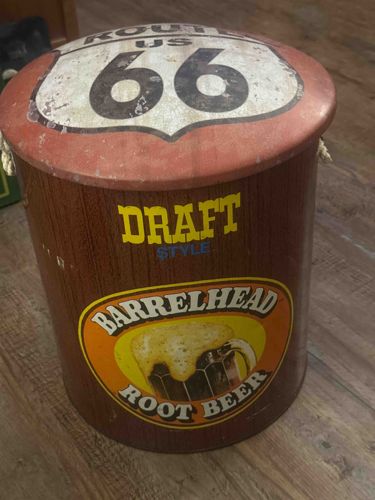 ROUTE
US
66
DRAFT
STYLE
BARRELHEAD
ROOT BEER